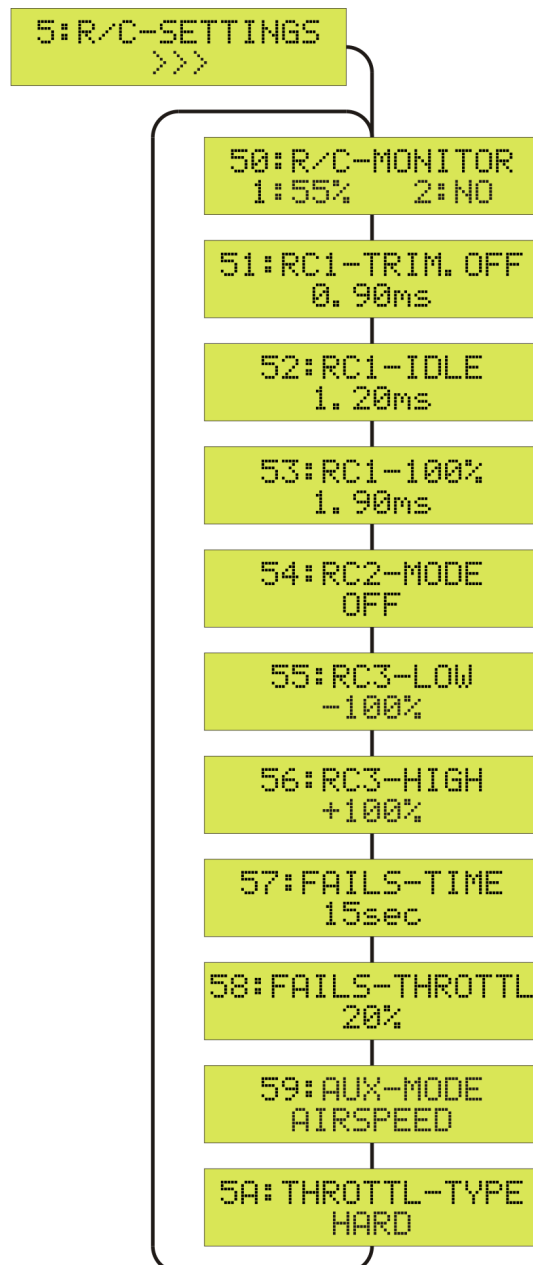 5:R/C-SETTINGS
>>>
50:R/C-MONITOR
1:55% 2:NO
51:RC1-TRIM.OFF
0.90ms
52:RC1-IDLE
1.20ms
53:RC1-100%
1.90ms
54:RC2-MODE
OFF
55:RC3-LOW
-100%
56:RC3-HIGH
+100%
57:FAILS-TIME
15sec
58:FAILS-THROTTL
20%
59:AUX-MODE
AIRSPEED
5A:THROTTL-TYPE
HARD